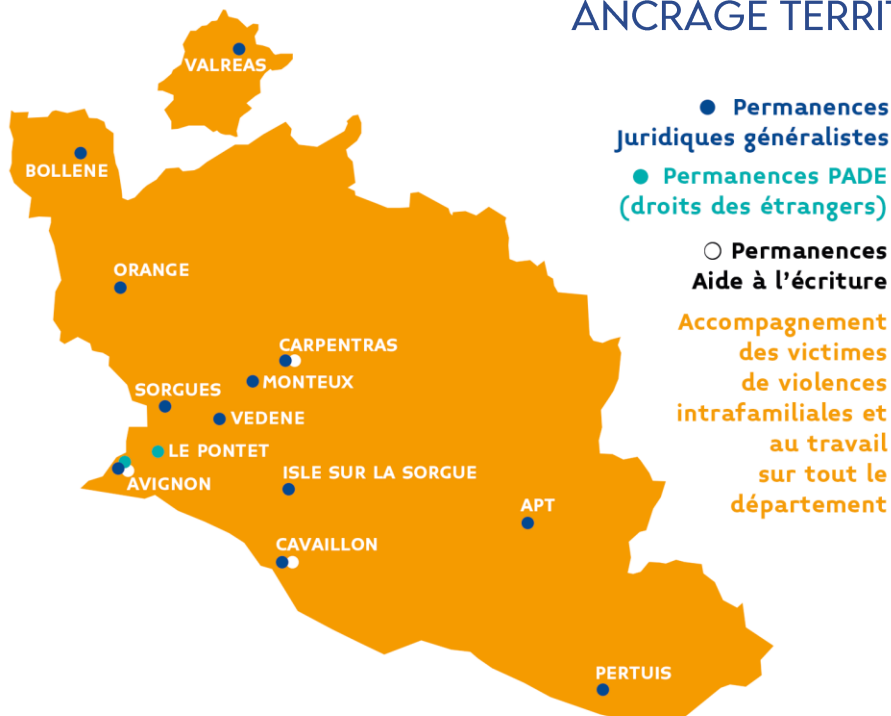 ANCRAGE TERRIT
VALREAS
Permanences
Juridiques généralistes
BOLLENE
Permanences PADE
(droits des étrangers)
Permanences
Aide à l'écriture
ORANGE
Accompagnement
des victimes
de violences
intrafamiliales et
au travail
sur tout le
département
CARPENTRAS
MONTEUX
SORGUES
VEDENE
LE PONTET
AVIGNON
ISLE SUR LA SORGUE
APT
CAVAILLON
PERTUIS